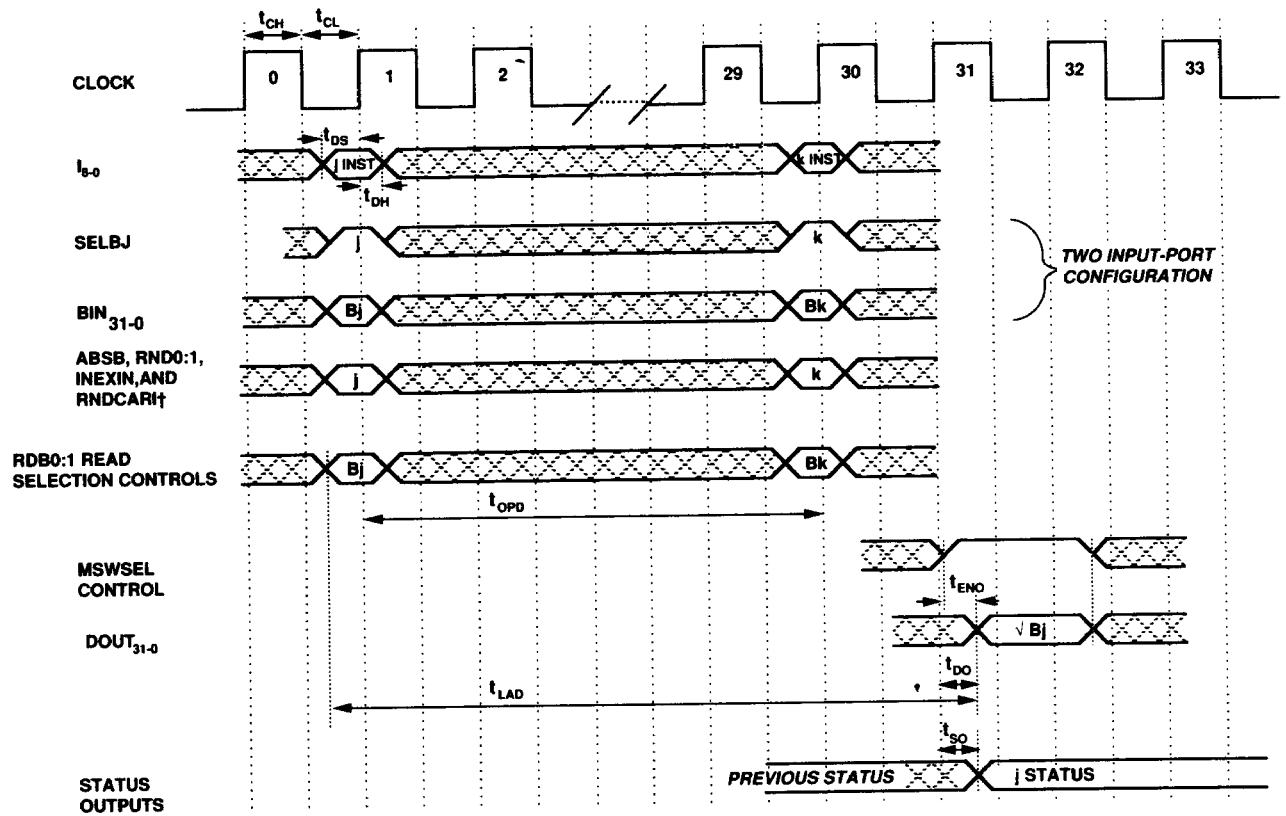 tCH tCL
CLOCK 0 1 2 29 30 31 32 33
tDS
I8-0 j INST k INST
tDH
SELBJ j k
TWO INPUT-PORT
CONFIGURATION
BIN31-0 Bj Bk
ABSB, RND0:1,
INEXIN,AND
RNDCARI†
j k
RDB0:1 READ
SELECTION CONTROLS
Bj Bk
tOPD
MSWSEL
CONTROL
tENO
DOUT31-0 √ Bj
tDO
tLAD
tSO
STATUS
OUTPUTS
PREVIOUS STATUS j STATUS